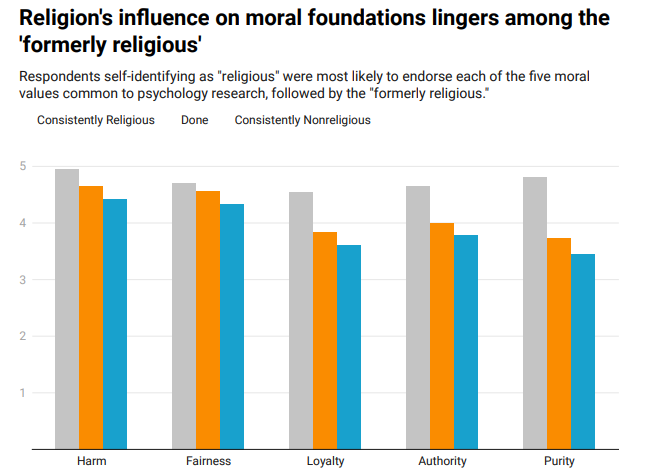 Religion's influence on moral foundations lingers among the
'formerly religious'
Respondents self-identifying as "religious" were most likely to endorse each of the five moral
values common to psychology research, followed by the "formerly religious."
Consistently Religious Done Consistently Nonreligious
5
4
3
2
1
Harm Fairness Loyalty Authority Purity